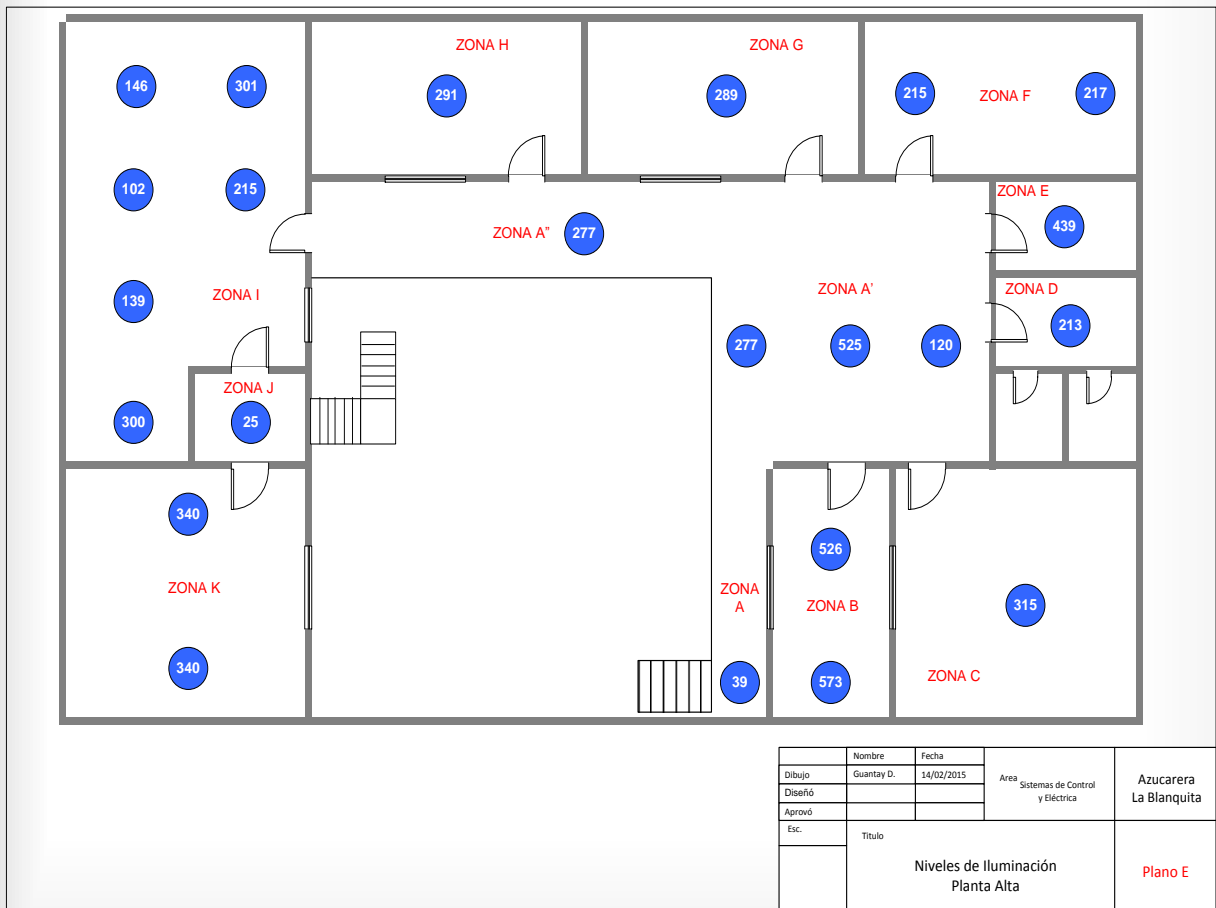 ZONA H
ZONA G
146
301
291
289
215
ZONA F
217
102
215
ZONA E
439
ZONA A"
277
139
ZONA I
ZONA A'
ZONA D
213
277
525
120
ZONA J
300
25
340
526
ZONA K
ZONA
A
ZONA B
315
340
39
573
ZONA C
Nombre
Fecha
Dibujo
Guantay D.
14/02/2015
Area
Sistemas de Control
y Eléctrica
Azucarera
La Blanquita
Diseñó
Aprovó
Esc.
Titulo
Niveles de Iluminación
Planta Alta
Plano E